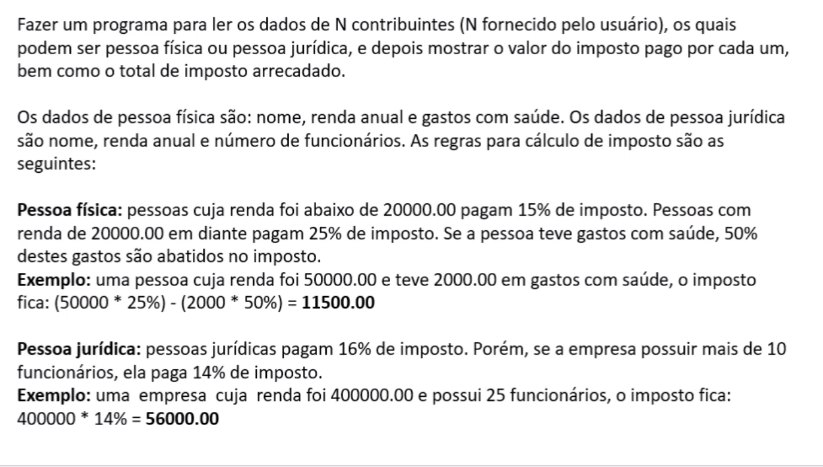 Fazer um programa para ler os dados de N contribuintes (N fornecido pelo usuário), os quais
podem ser pessoa física ou pessoa jurídica, e depois mostrar o valor do imposto pago por cada um,
bem como o total de imposto arrecadado.
Os dados de pessoa física são: nome, renda anual e gastos com saúde. Os dados de pessoa jurídica
são nome, renda anual e número de funcionários. As regras para cálculo de imposto são as
seguintes:
Pessoa física: pessoas cuja renda foi abaixo de 20000.00 pagam 15% de imposto. Pessoas com
renda de 20000.00 em diante pagam 25% de imposto. Se a pessoa teve gastos com saúde, 50%
destes gastos são abatidos no imposto.
Exemplo: uma pessoa cuja renda foi 50000.00 e teve 2000.00 em gastos com saúde, o imposto
fica: (50000 * 25%) - (2000 * 50%) = 11500.00
Pessoa jurídica: pessoas jurídicas pagam 16% de imposto. Porém, se a empresa possuir mais de 10
funcionários, ela paga 14% de imposto.
Exemplo: uma empresa cuja renda foi 400000.00 e possui 25 funcionários, o imposto fica:
400000 * 14% = 56000.00